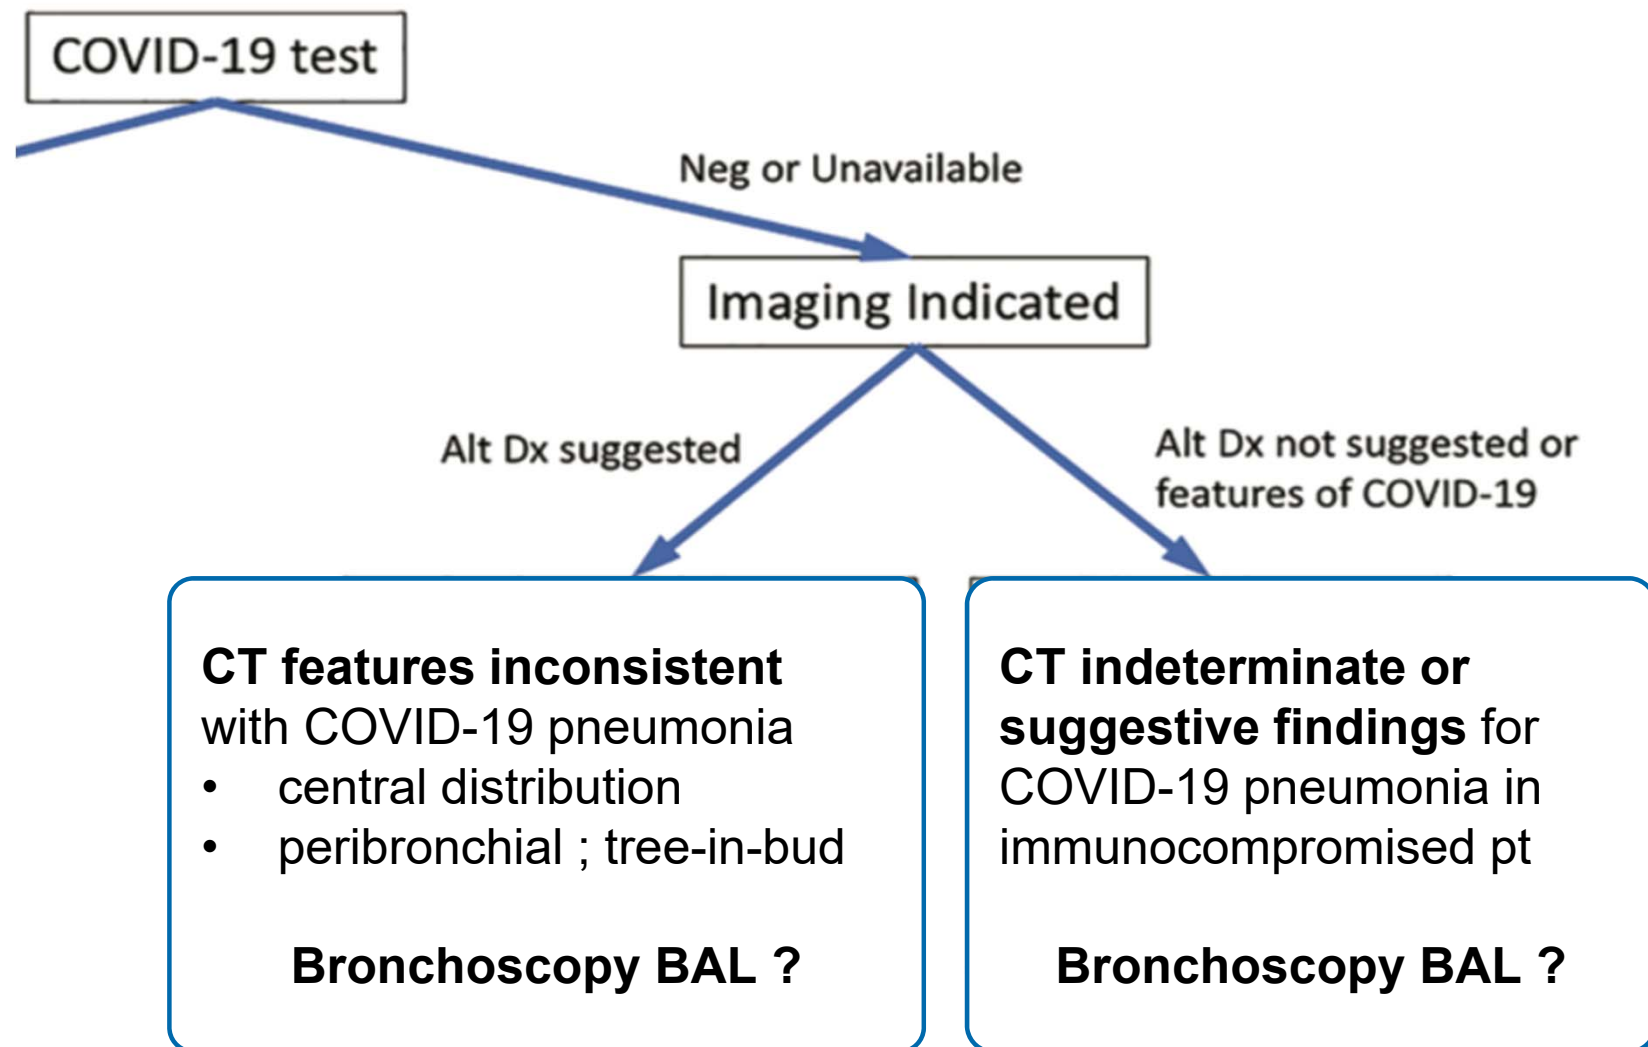 COVID-19 test
Neg or Unavailable
Imaging Indicated
Alt Dx suggested
Alt Dx not suggested or
features of COVID-19
CT features inconsistent
with COVID-19 pneumonia
• central distribution
• peribronchial ; tree-in-bud
Bronchoscopy BAL ?
CT indeterminate or
suggestive findings for
COVID-19 pneumonia in
immunocompromised pt
Bronchoscopy BAL ?